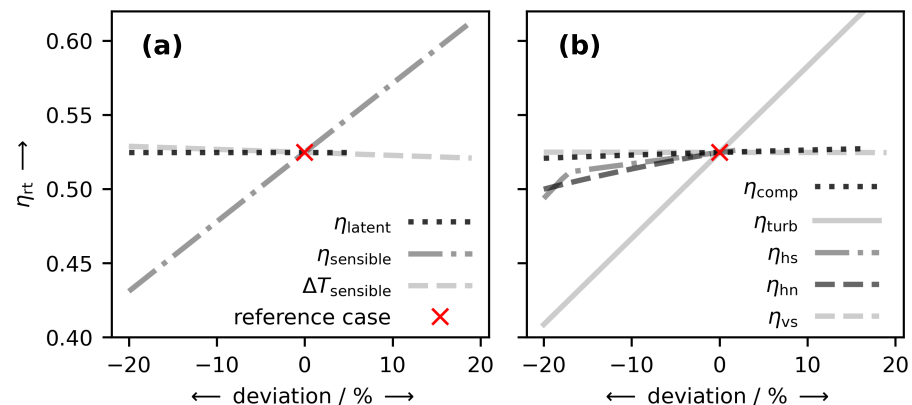 (a)
(b)
0.60
0.55
0.50
0.45
0.40
η_rt ⟶
η_latent
η_sensible
ΔT_sensible
reference case
η_comp
η_turb
η_hs
η_hn
η_vs
−20 −10 0 10 20
−20 −10 0 10 20
⟵ deviation / % ⟶
⟵ deviation / % ⟶